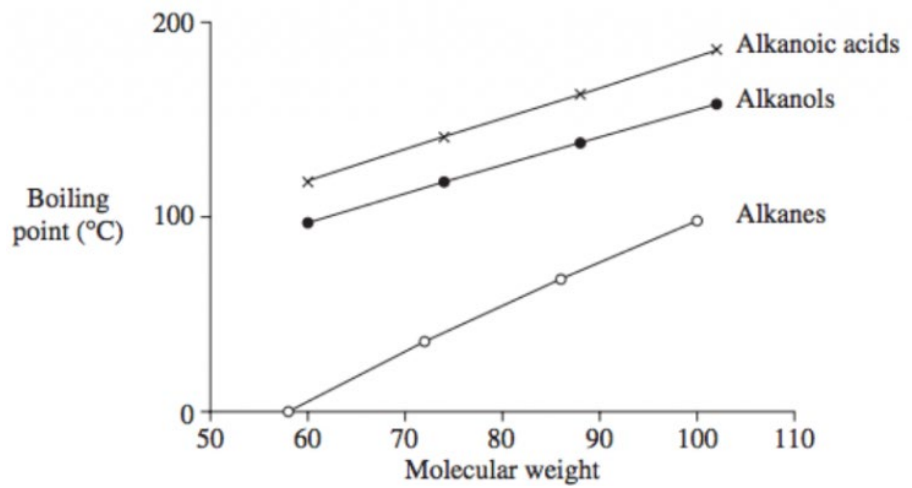 200
Alkanoic acids
Alkanols
Boiling
point (°C)
100
Alkanes
0
50 60 70 80 90 100 110
Molecular weight